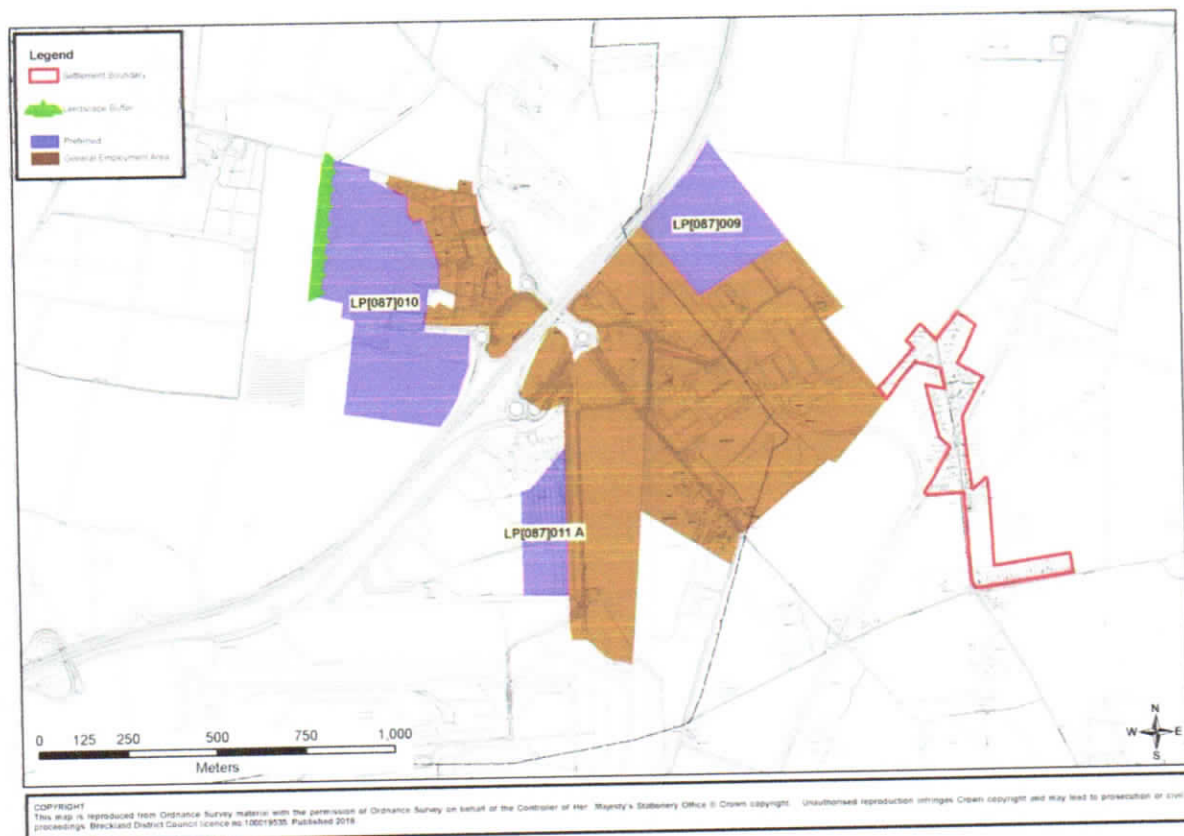 Legend
Settlement Boundary
Landscape Buffer
Preferred
General Employment Area
LP[087]009
LP[087]010
LP[087]011 A
0 125 250 500 750 1,000
Meters
N
W E
S
COPYRIGHT
This map is reproduced from Ordnance Survey material with the permission of Ordnance Survey on behalf of the Controller of Her Majesty's Stationery Office © Crown copyright. Unauthorised reproduction infringes Crown copyright and may lead to prosecution or civil
proceedings. Breckland District Council licence no.100019535. Published 2018